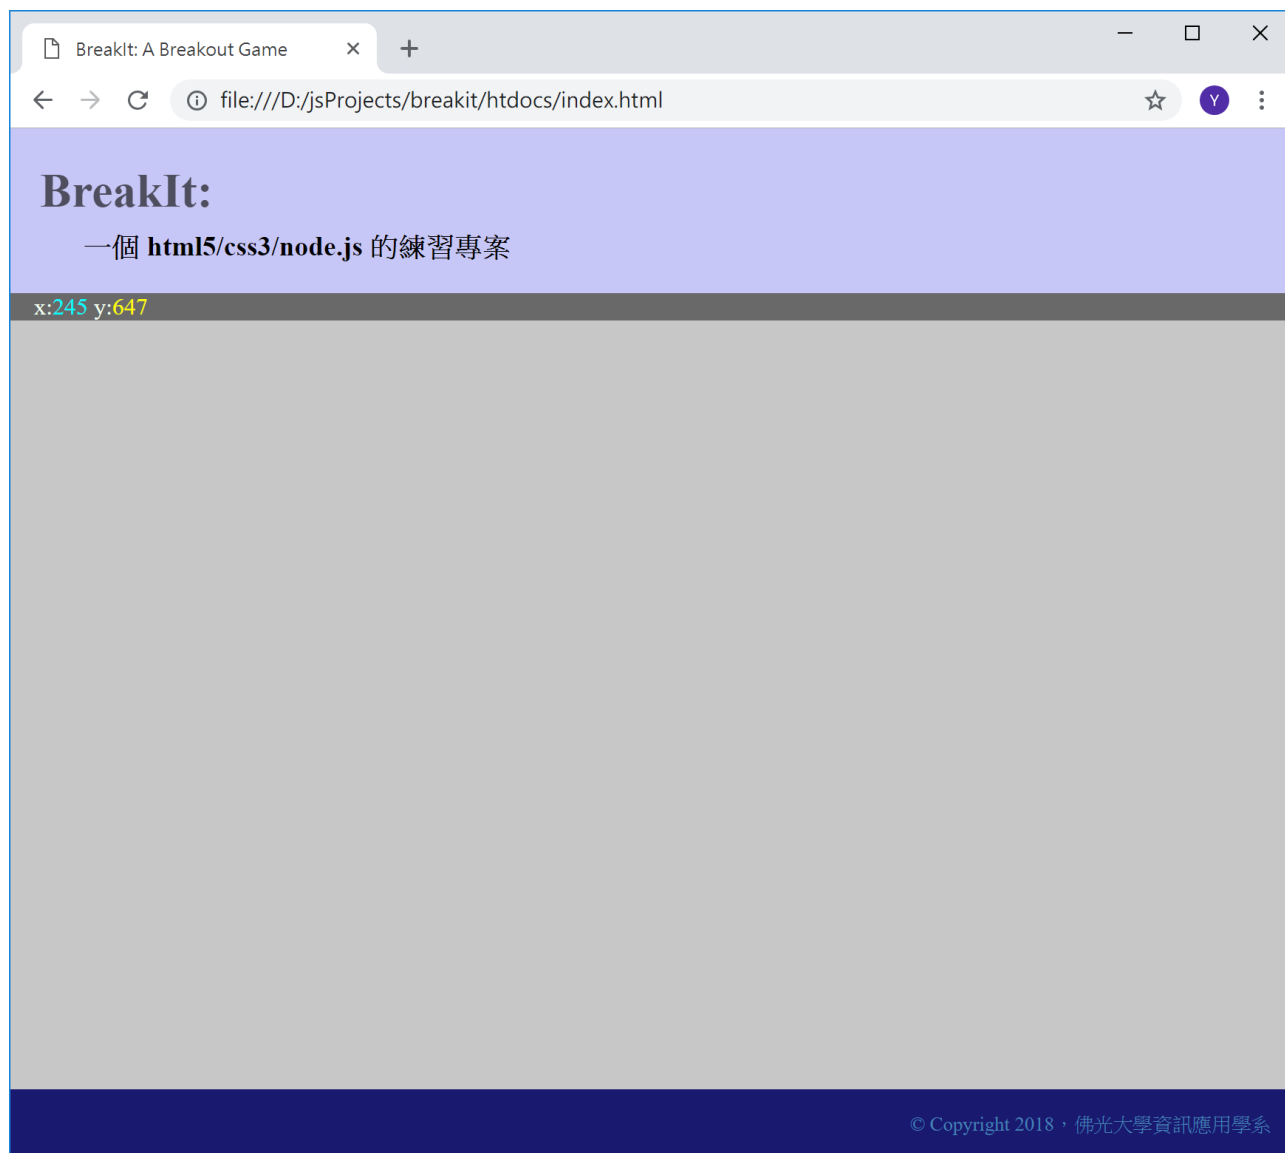 BreakIt: A Breakout Game
file:///D:/jsProjects/breakit/htdocs/index.html
Y
BreakIt:
一個 html5/css3/node.js 的練習專案
x:245 y:647
© Copyright 2018，佛光大學資訊應用學系